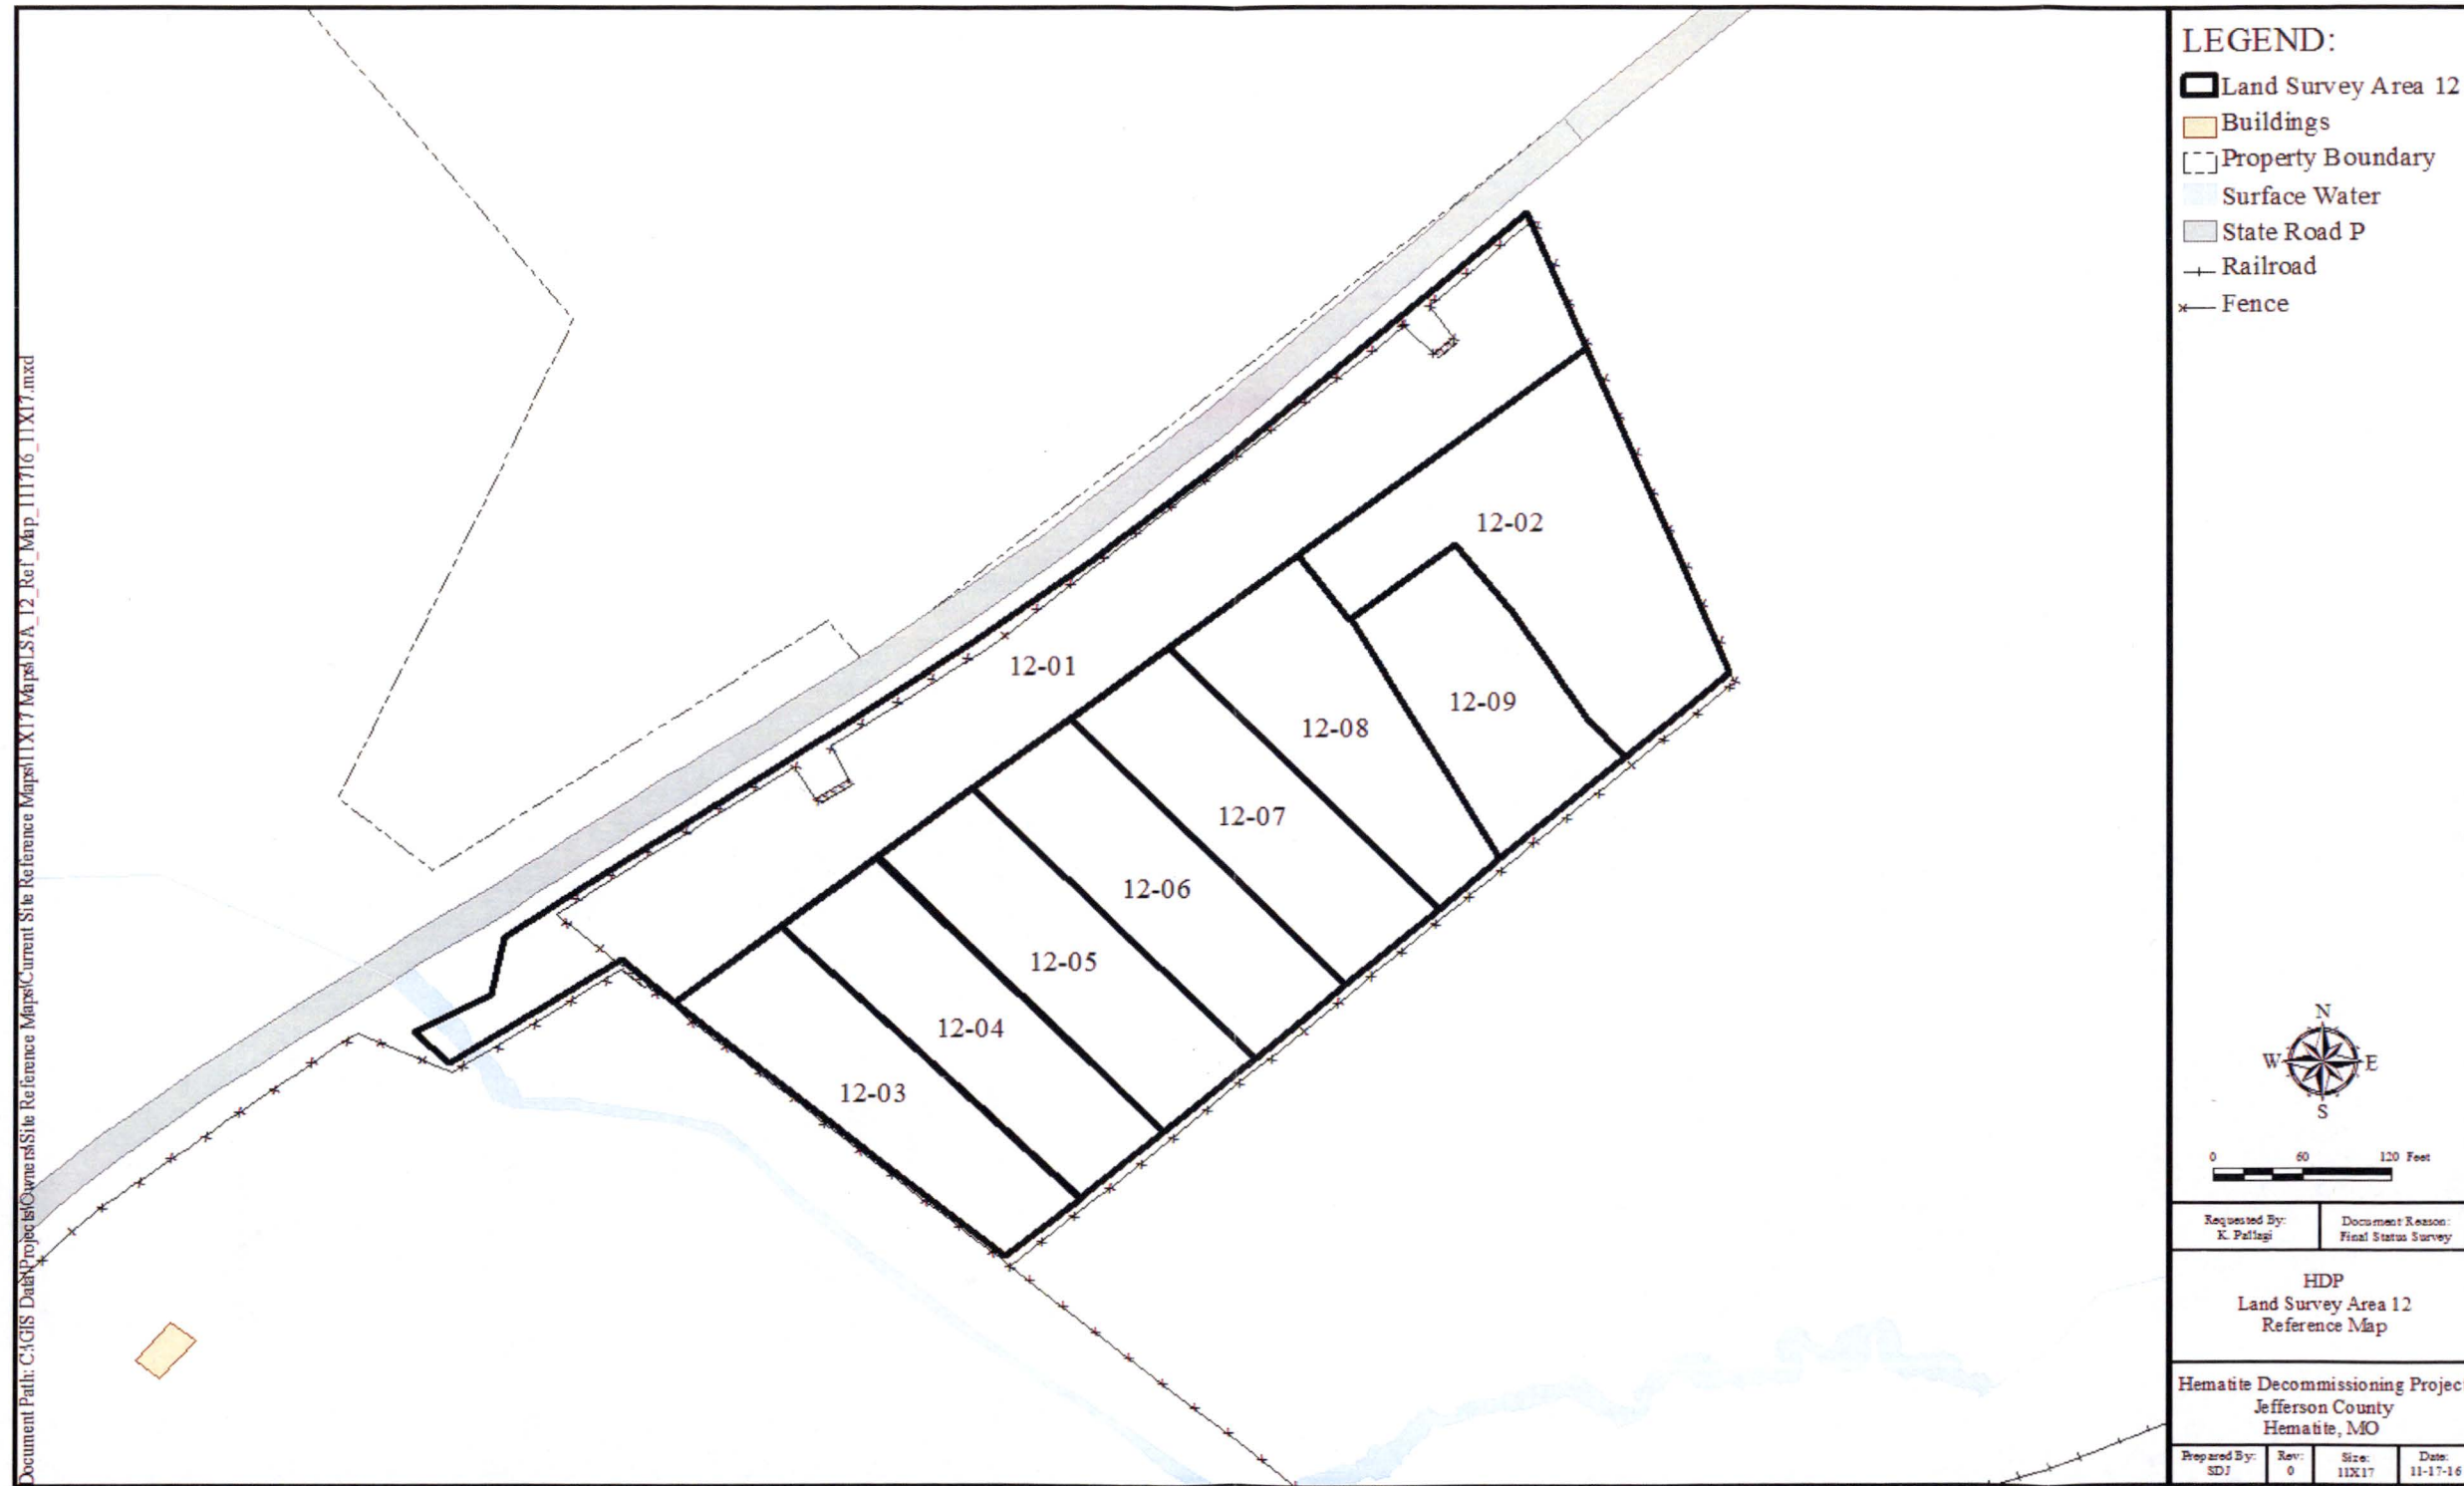 Document Path: C:\GIS Data\Projects\Owners\Site Reference Maps\Current Site Reference Maps\11X17 Maps\LSA_12_Ref_Map_111716_11X17.mxd
12-01
12-02
12-03
12-04
12-05
12-06
12-07
12-08
12-09
LEGEND:
Land Survey Area 12
Buildings
Property Boundary
Surface Water
State Road P
Railroad
Fence
N
W
E
S
0 60 120 Feet
Requested By:
K. Pallagi
Document Reason:
Final Status Survey
HDP
Land Survey Area 12
Reference Map
Hematite Decommissioning Projec
Jefferson County
Hematite, MO
Prepared By:
SDJ
Rev:
0
Size:
11X17
Date:
11-17-16